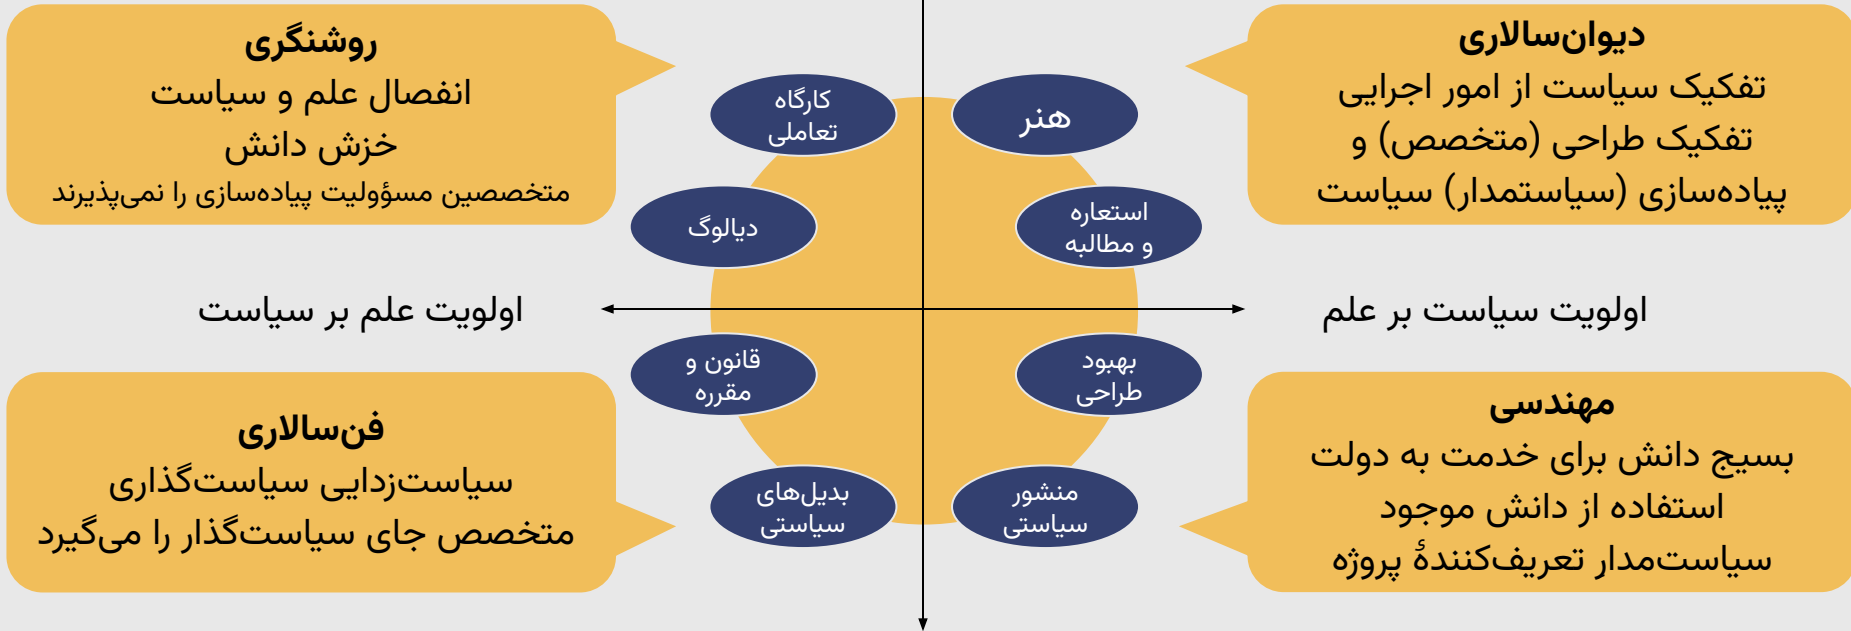 دیوان‌سالاری
تفکیک سیاست از امور اجرایی
تفکیک طراحی (متخصص) و
پیاده‌سازی (سیاستمدار) سیاست
روشنگری
انفصال علم و سیاست
خزش دانش
متخصصین مسؤولیت پیاده‌سازی را نمی‌پذیرند
هنر
کارگاه
تعاملی
استعاره
و مطالبه
دیالوگ
اولویت سیاست بر علم
اولویت علم بر سیاست
بهبود
طراحی
قانون و
مقرره
منشور
سیاستی
بدیل‌های
سیاستی
مهندسی
بسیج دانش برای خدمت به دولت
استفاده از دانش موجود
سیاست‌مدارِ تعریف‌کنندهٔ پروژه
فن‌سالاری
سیاست‌زدایی سیاست‌گذاری
متخصص جای سیاست‌گذار را می‌گیرد